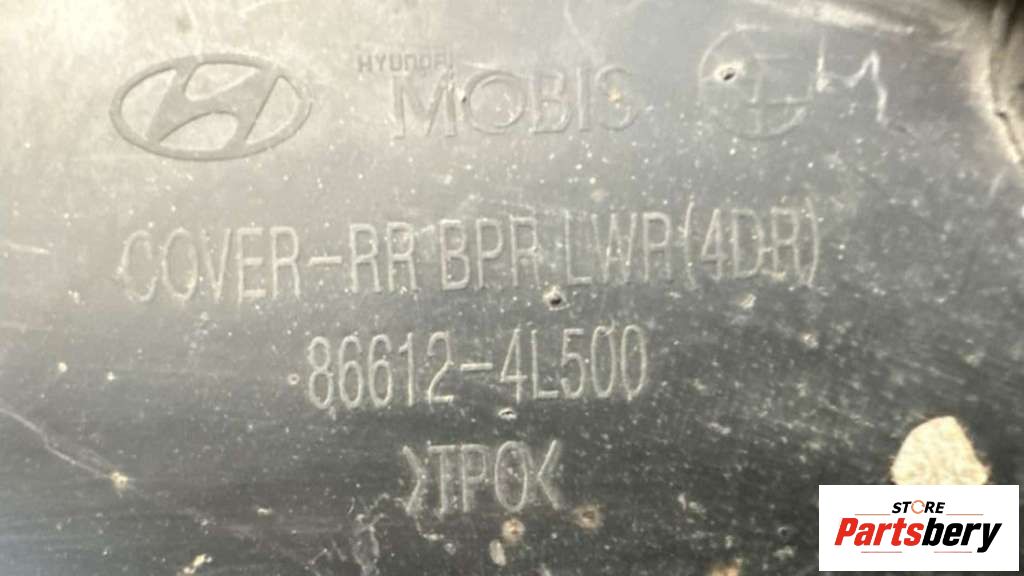 HYUNDAI
MOBIS
COVER-RR BPR LWR(4DR)
86612-4L500
>TPO<
STORE
Partsbery